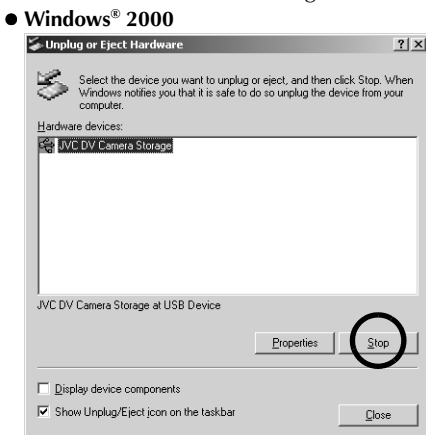 ● Windows® 2000
Unplug or Eject Hardware
Select the device you want to unplug or eject, and then click Stop. When
Windows notifies you that it is safe to do so unplug the device from your
computer.
Hardware devices:
JVC DV Camera Storage
JVC DV Camera Storage at USB Device
Properties Stop
Display device components
Show Unplug/Eject icon on the taskbar
Close